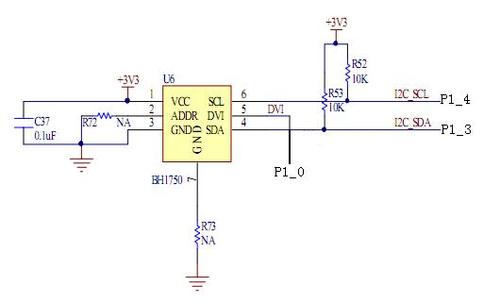 +3V3
R52
10K
+3V3
U6
R53
10K
I2C_SCL
P1_4
1
VCC
SCL
6
C37
0.1uF
R72
NA
2
ADDR
DVI
5
DVI
3
GND
SDA
4
I2C_SDA
P1_3
GND
P1_0
BH1750
7
R73
NA